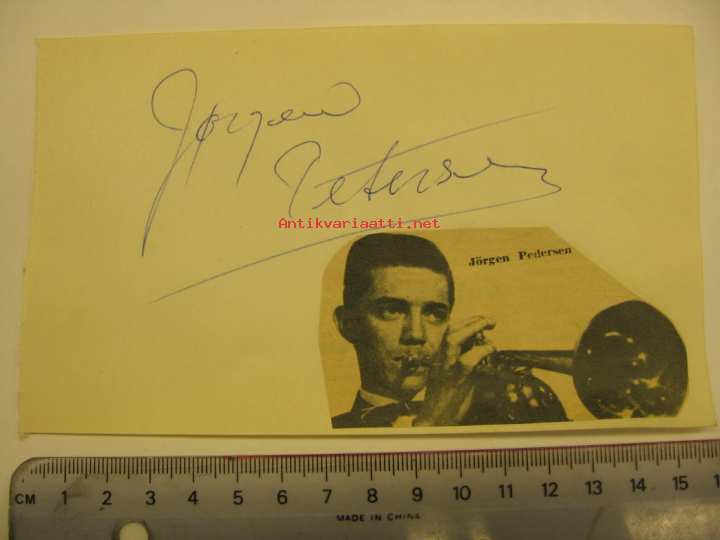 Jørgen
Petersen
Antikvariaatti.net
Jörgen Pedersen
CM 1 2 3 4 5 6 7 8 9 10 11 12 13 14 15 1
MADE IN CHINA